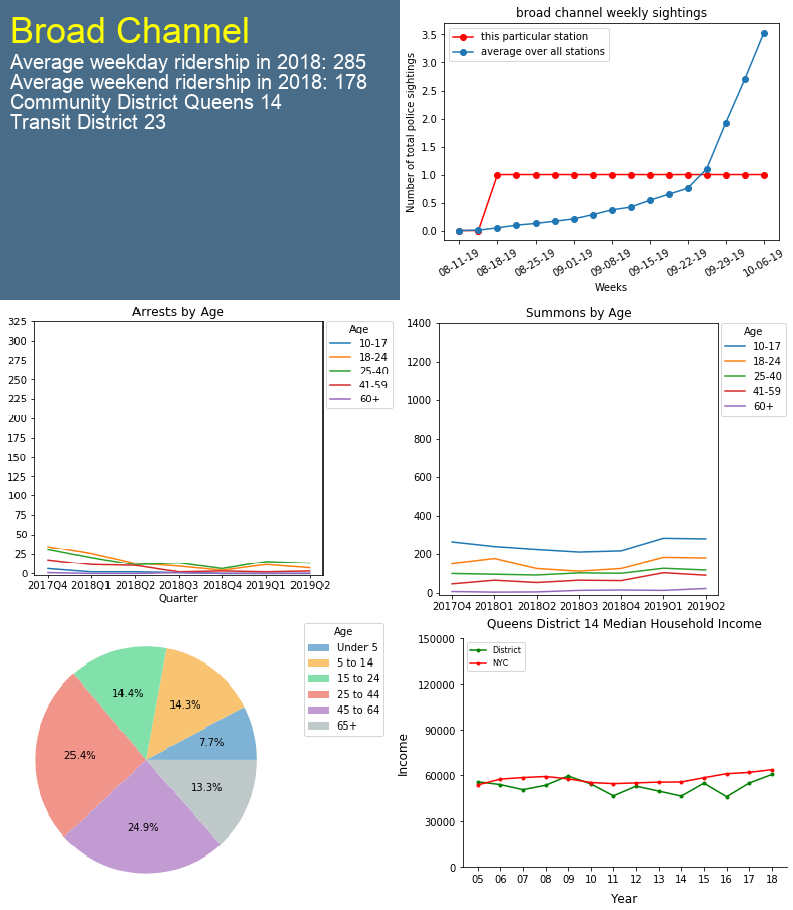 Broad Channel
Average weekday ridership in 2018: 285
Average weekend ridership in 2018: 178
Community District Queens 14
Transit District 23
broad channel weekly sightings
this particular station
average over all stations
Number of total police sightings
3.5
3.0
2.5
2.0
1.5
1.0
0.5
0.0
08-11-19
08-18-19
08-25-19
09-01-19
09-08-19
09-15-19
09-22-19
09-29-19
10-06-19
Weeks
Arrests by Age
325
300
275
250
225
200
175
150
125
100
75
50
25
0
2017Q4
2018Q1
2018Q2
2018Q3
2018Q4
2019Q1
2019Q2
Quarter
Age
10-17
18-24
25-40
41-59
60+
Summons by Age
1400
1200
1000
800
600
400
200
0
2017Q4
2018Q1
2018Q2
2018Q3
2018Q4
2019Q1
2019Q2
Age
10-17
18-24
25-40
41-59
60+
14.4%
14.3%
7.7%
25.4%
13.3%
24.9%
Age
Under 5
5 to 14
15 to 24
25 to 44
45 to 64
65+
Queens District 14 Median Household Income
District
NYC
Income
150000
120000
90000
60000
30000
0
05
06
07
08
09
10
11
12
13
14
15
16
17
18
Year